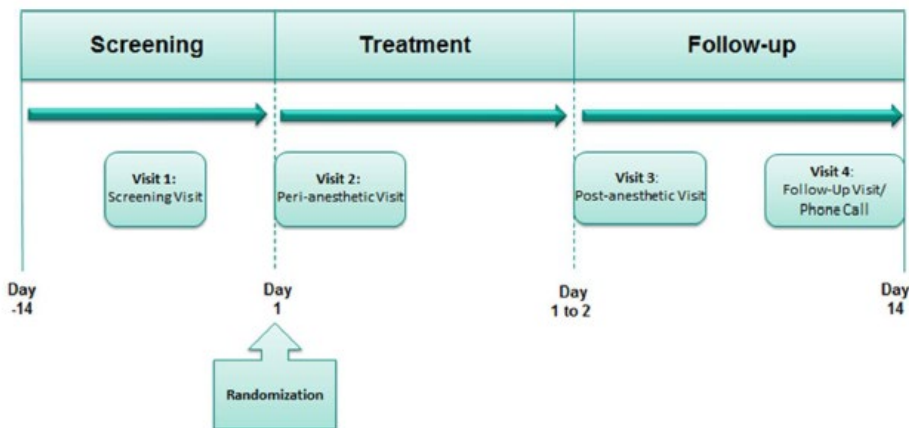 Screening
Treatment
Follow-up
Visit 1:
Screening Visit
Visit 2:
Peri-anesthetic Visit
Visit 3:
Post-anesthetic Visit
Visit 4:
Follow-Up Visit/
Phone Call
Day
-14
Day
1
Day
1 to 2
Day
14
Randomization